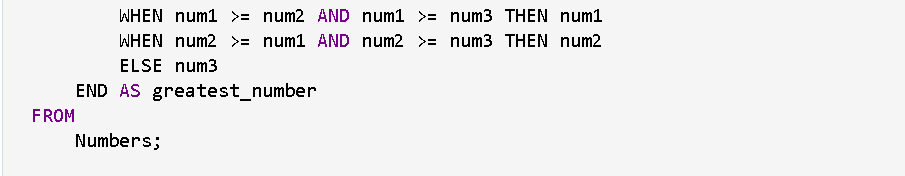 WHEN num1 >= num2 AND num1 >= num3 THEN num1
WHEN num2 >= num1 AND num2 >= num3 THEN num2
ELSE num3
END AS greatest_number
FROM
Numbers;